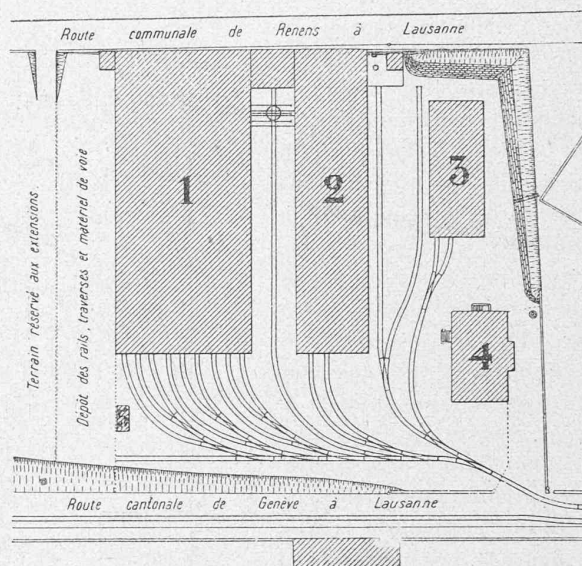 Route communale de Renens à Lausanne
Terrain réservé aux extensions
Dépôt des rails, traverses et matériel de voie
1
2
3
4
Route cantonale de Genève à Lausanne